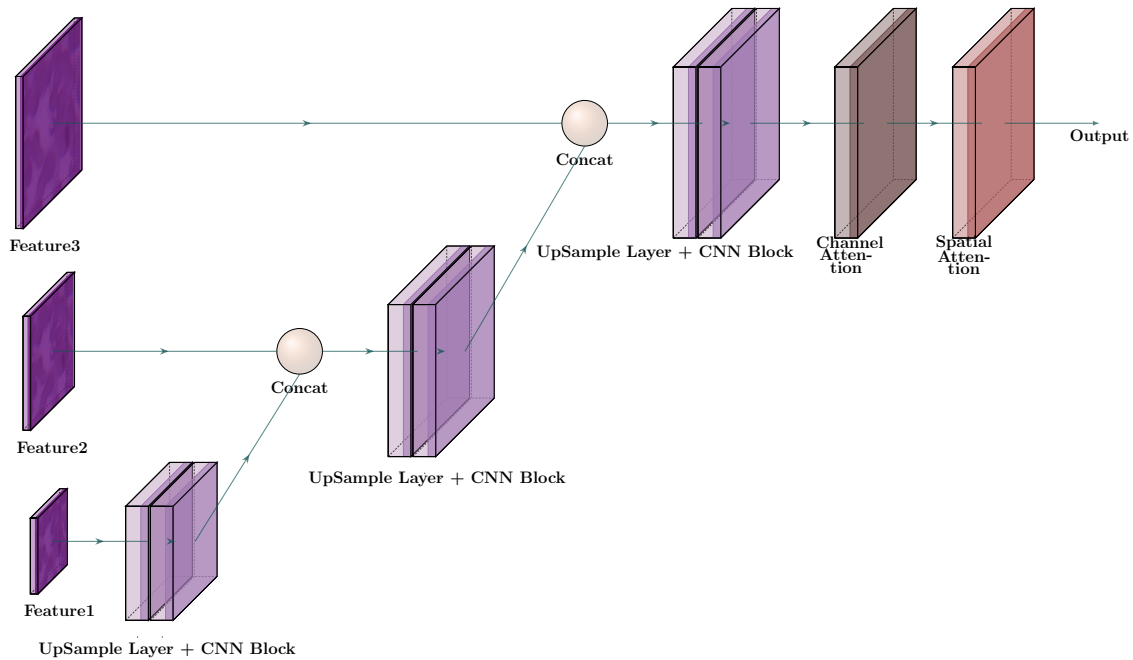 Concat
Output
Feature3
UpSample Layer + CNN Block
Channel
Atten-
tion
Spatial
Atten-
tion
Concat
Feature2
UpSample Layer + CNN Block
Feature1
UpSample Layer + CNN Block